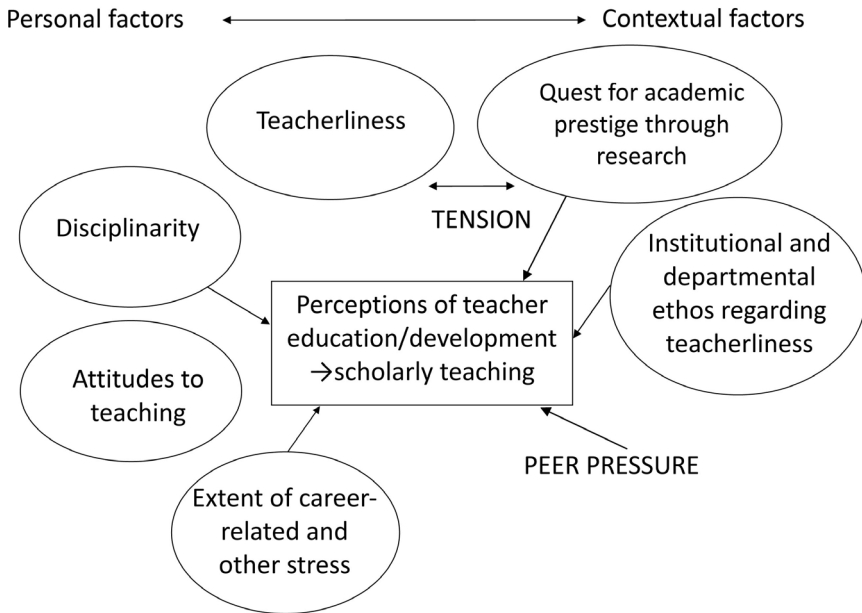 Personal factors
Contextual factors
Teacherliness
Quest for academic
prestige through
research
TENSION
Disciplinarity
Institutional and
departmental
ethos regarding
teacherliness
Perceptions of teacher
education/development
→scholarly teaching
Attitudes to
teaching
PEER PRESSURE
Extent of career-
related and
other stress